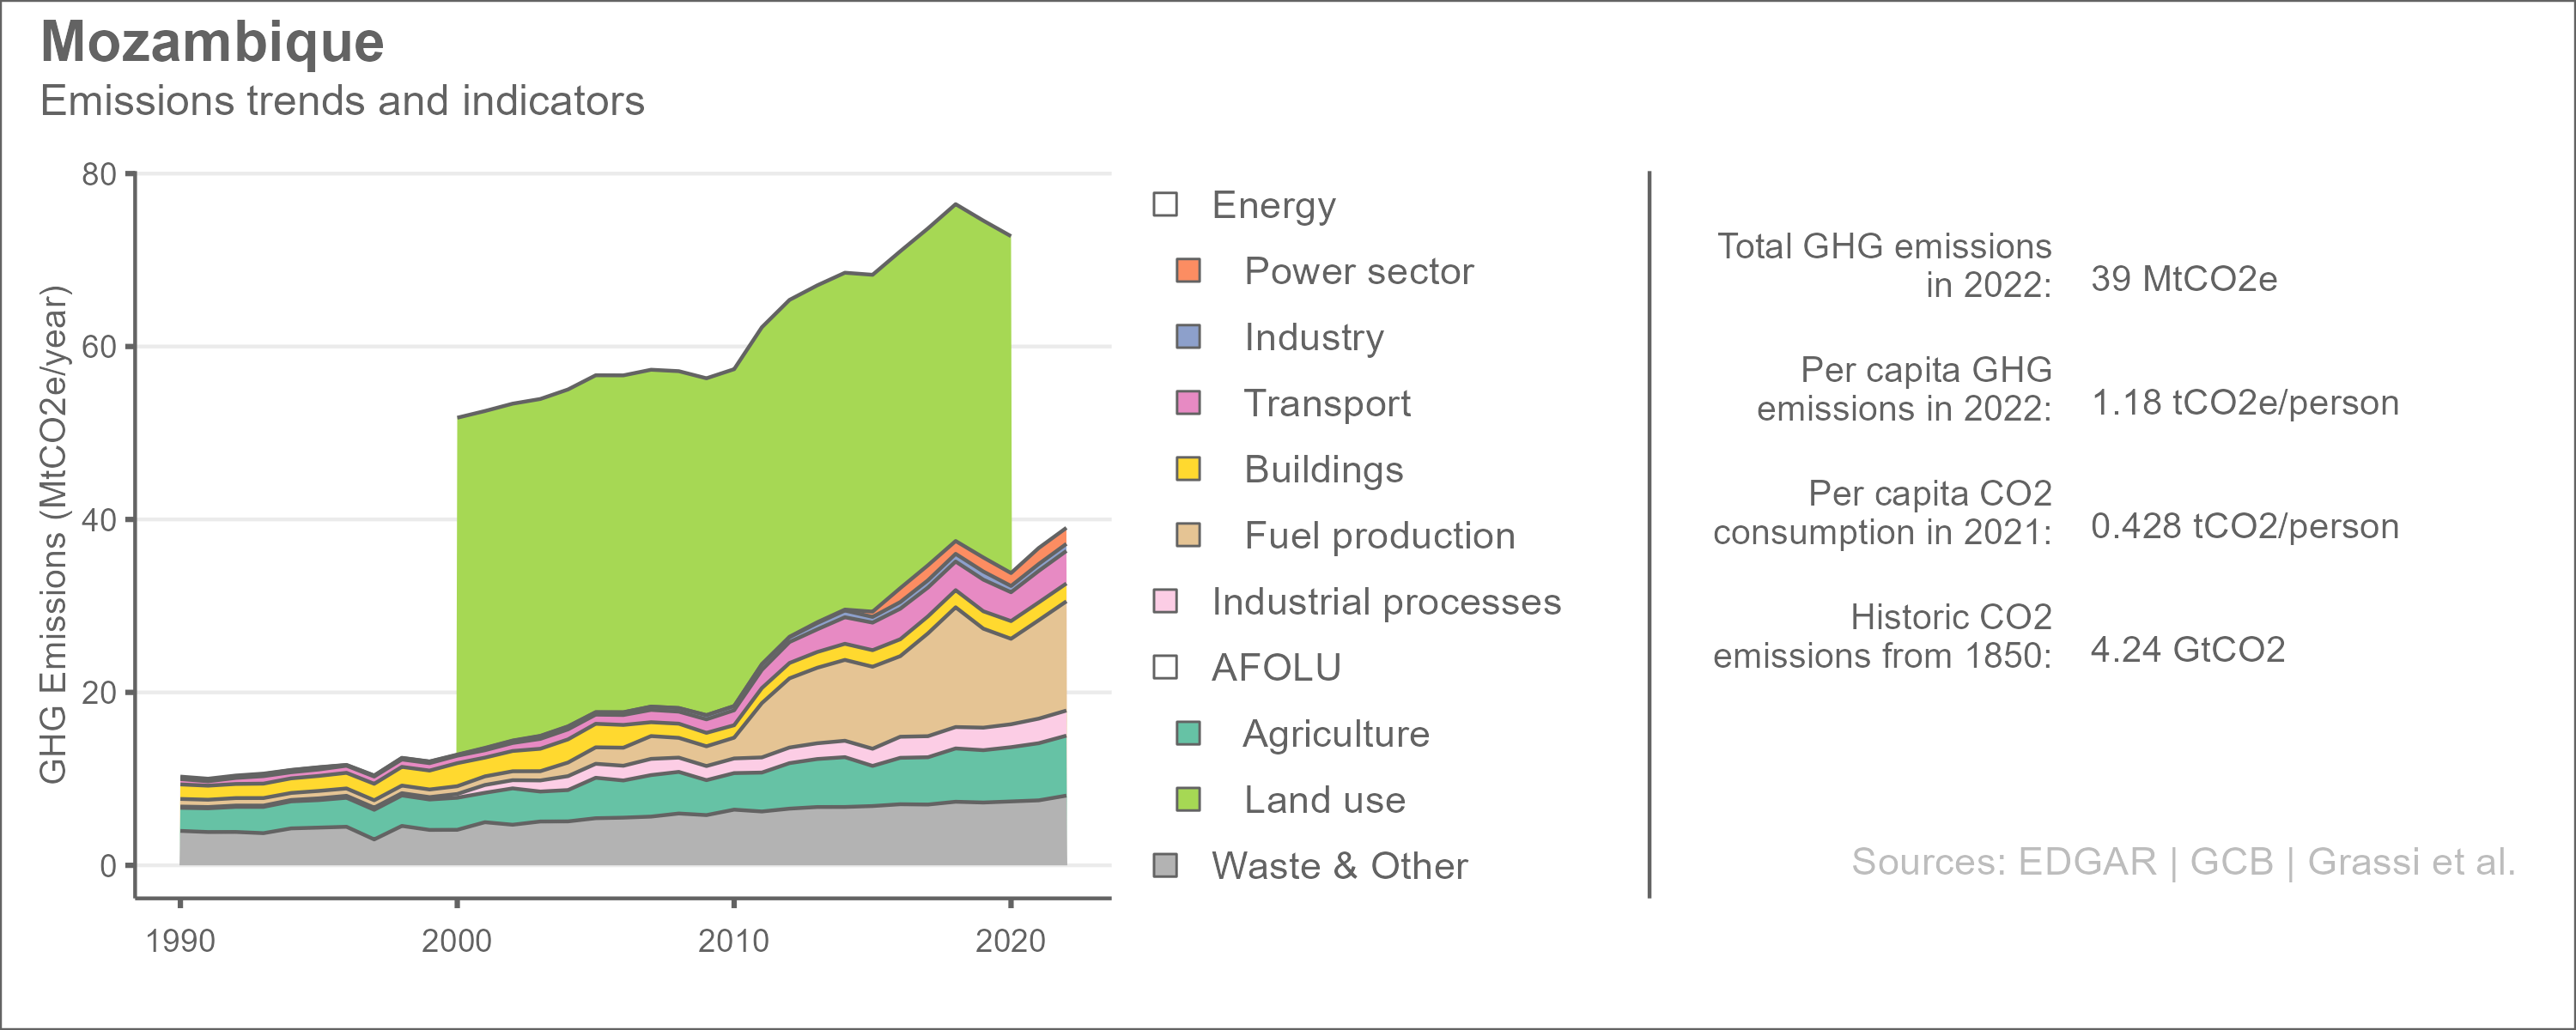 Mozambique
Emissions trends and indicators
GHG Emissions (MtCO2e/year)
80
60
40
20
0
1990
2000
2010
2020
Energy
Power sector
Industry
Transport
Buildings
Fuel production
Industrial processes
AFOLU
Agriculture
Land use
Waste & Other
Total GHG emissions
in 2022:
39 MtCO2e
Per capita GHG
emissions in 2022:
1.18 tCO2e/person
Per capita CO2
consumption in 2021:
0.428 tCO2/person
Historic CO2
emissions from 1850:
4.24 GtCO2
Sources: EDGAR | GCB | Grassi et al.